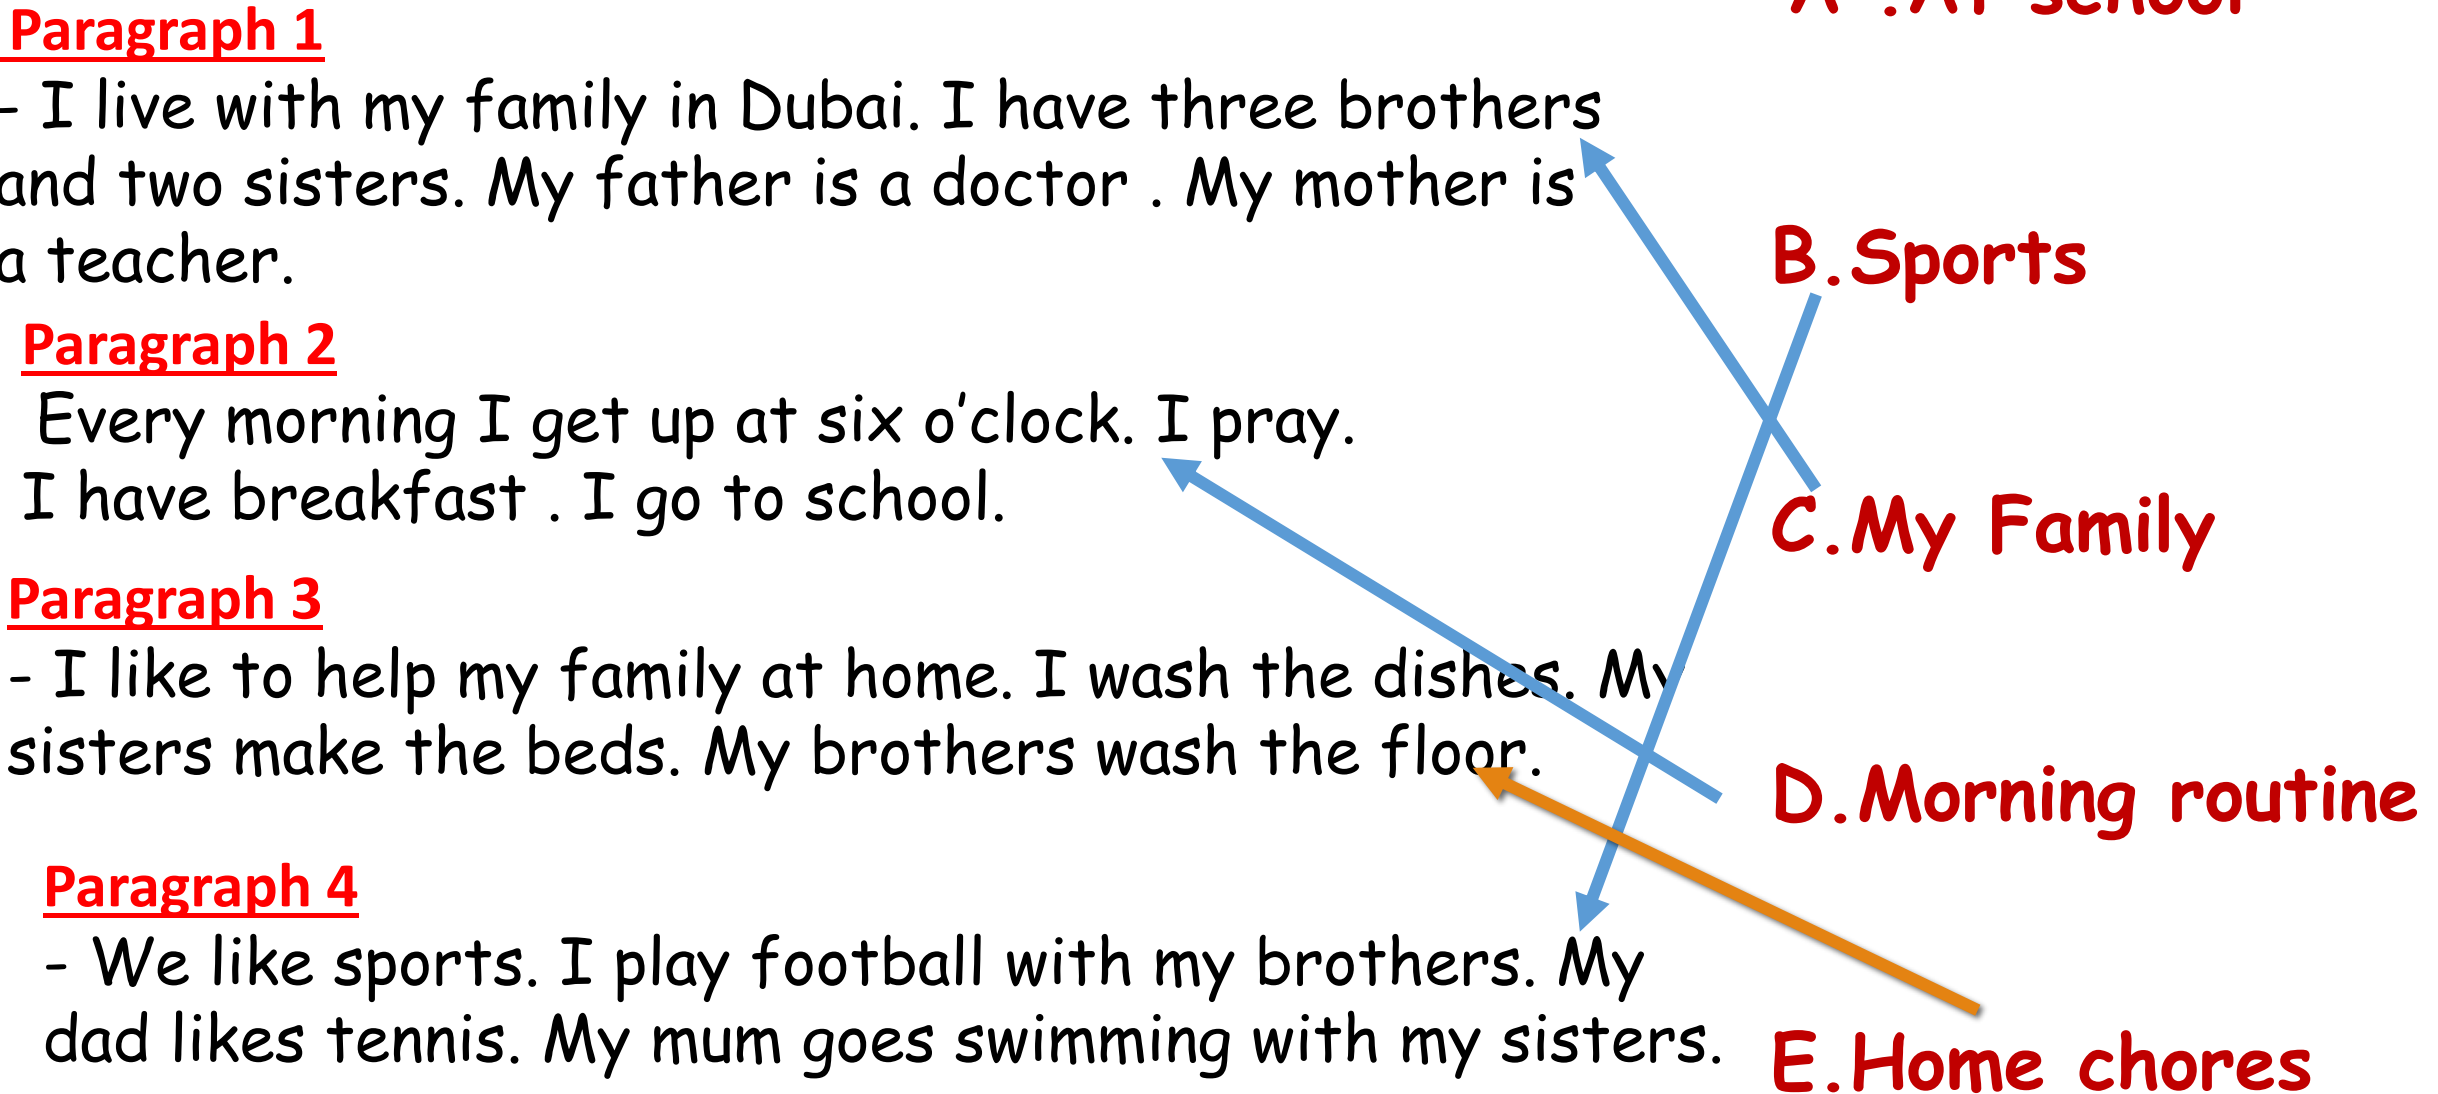 A .At school
Paragraph 1
- I live with my family in Dubai. I have three brothers
and two sisters. My father is a doctor . My mother is
a teacher.
B.Sports
Paragraph 2
Every morning I get up at six o’clock. I pray.
I have breakfast . I go to school.
C.My Family
Paragraph 3
- I like to help my family at home. I wash the dishes. My
sisters make the beds. My brothers wash the floor.
D.Morning routine
Paragraph 4
- We like sports. I play football with my brothers. My
dad likes tennis. My mum goes swimming with my sisters.
E.Home chores